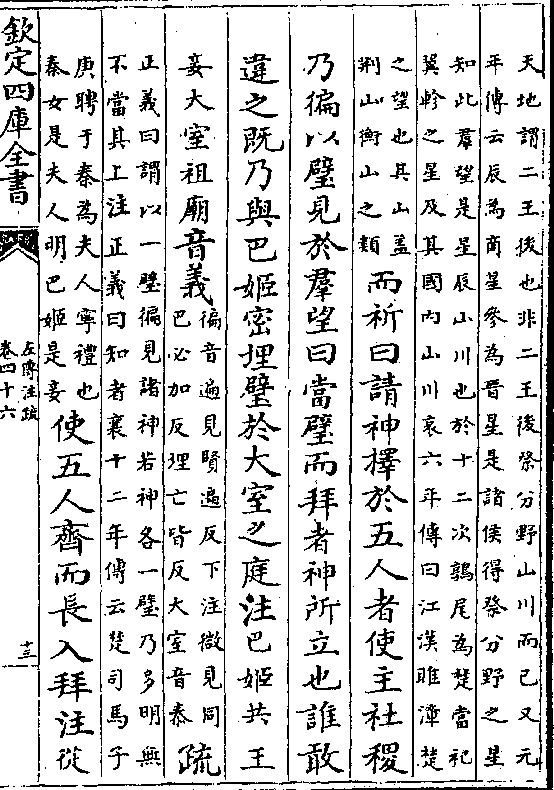 天地謂二王後也非二王後祭分野山川而已又元
年傳云辰為商星參為晉星是諸侯得祭分野之星
知此羣望是星辰山川也於十二次鶉尾為楚當祀
翼軫之星及其國內山川哀六年傳曰江漢睢漳楚
之望也其山蓋
荆山衡山之類
而祈曰請神擇於五人者使主社稷
乃徧以璧見於羣望曰當璧而拜者神所立也誰敢
違之既乃與巴姬密埋璧於大室之庭注巴姬共王
妾大室祖廟音義
徧音遍見賢遍反下注微見同
巴必加反埋亡皆反大室音泰
疏
正義曰謂以一璧徧見諸神若神各一璧乃多明無
不當其上注正義曰知者襄十二年傳云楚司馬子
庚聘于秦為夫人寧禮也
秦女是夫人明巴姬是妾
使五人齊而長入拜注從
欽定四庫全書
左傳注疏
卷四十六
十三